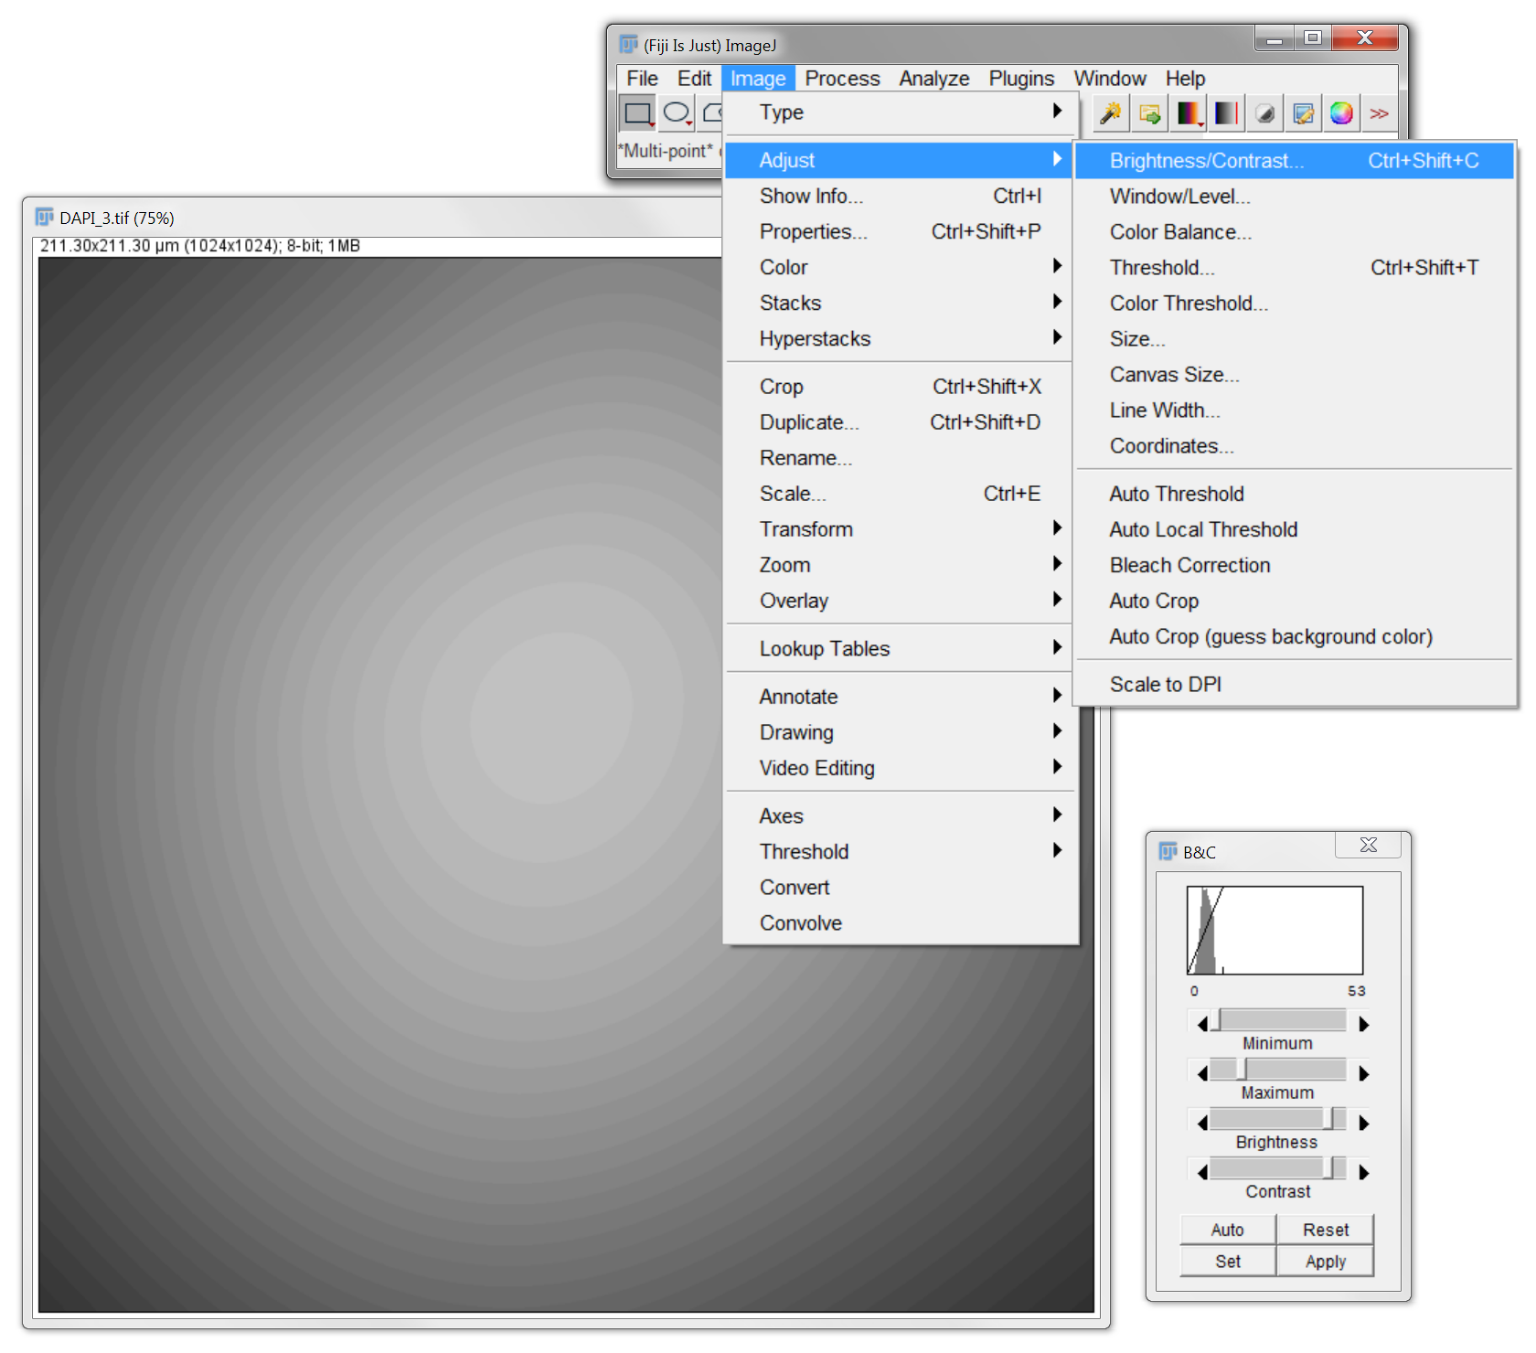 (Fiji Is Just) ImageJ
File Edit Image Process Analyze Plugins Window Help
>>
*Multi-point*
Type
Adjust
Show Info... Ctrl+I
Properties... Ctrl+Shift+P
Color
Stacks
Hyperstacks
Crop Ctrl+Shift+X
Duplicate... Ctrl+Shift+D
Rename...
Scale... Ctrl+E
Transform
Zoom
Overlay
Lookup Tables
Annotate
Drawing
Video Editing
Axes
Threshold
Convert
Convolve
Brightness/Contrast... Ctrl+Shift+C
Window/Level...
Color Balance...
Threshold... Ctrl+Shift+T
Color Threshold...
Size...
Canvas Size...
Line Width...
Coordinates...
Auto Threshold
Auto Local Threshold
Bleach Correction
Auto Crop
Auto Crop (guess background color)
Scale to DPI
DAPI_3.tif (75%)
211.30x211.30 µm (1024x1024); 8-bit; 1MB
B&C
0 53
Minimum
Maximum
Brightness
Contrast
Auto Reset
Set Apply